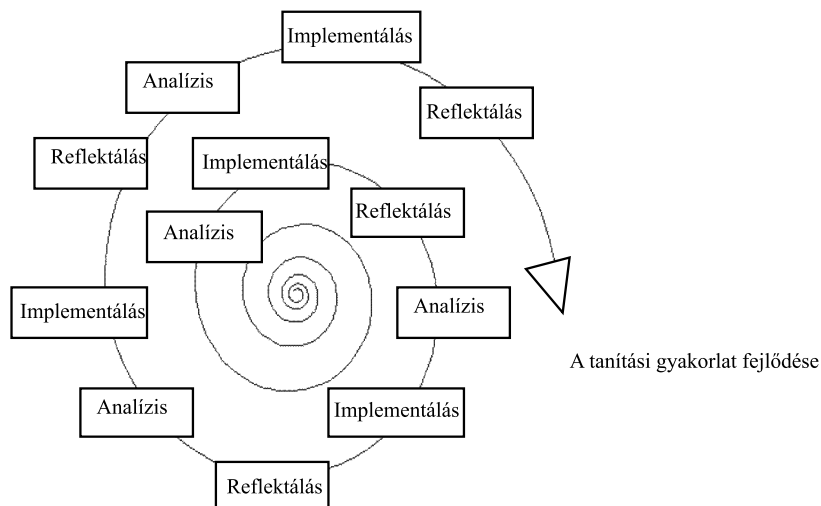 Implementálás
Analízis
Reflektálás
Reflektálás
Implementálás
Reflektálás
Analízis
Implementálás
Analízis
A tanítási gyakorlat fejlődése
Analízis
Implementálás
Reflektálás